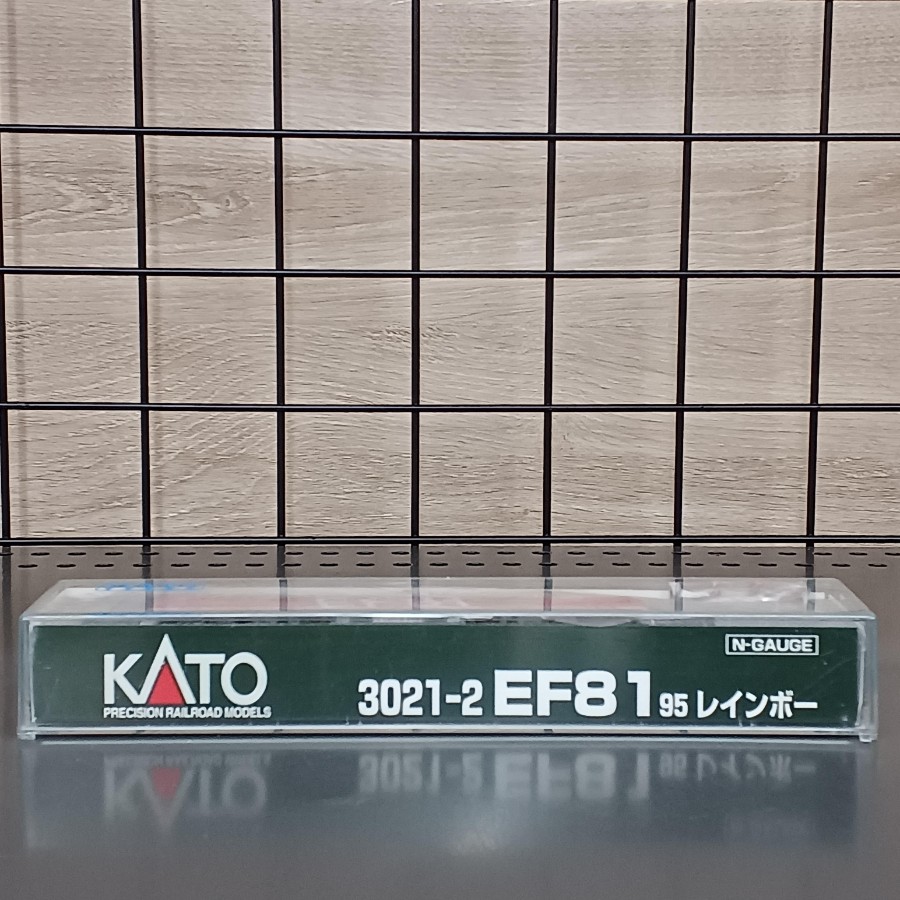 KATO
PRECISION RAILROAD MODELS
N-GAUGE
3021-2 EF81 95 レインボー